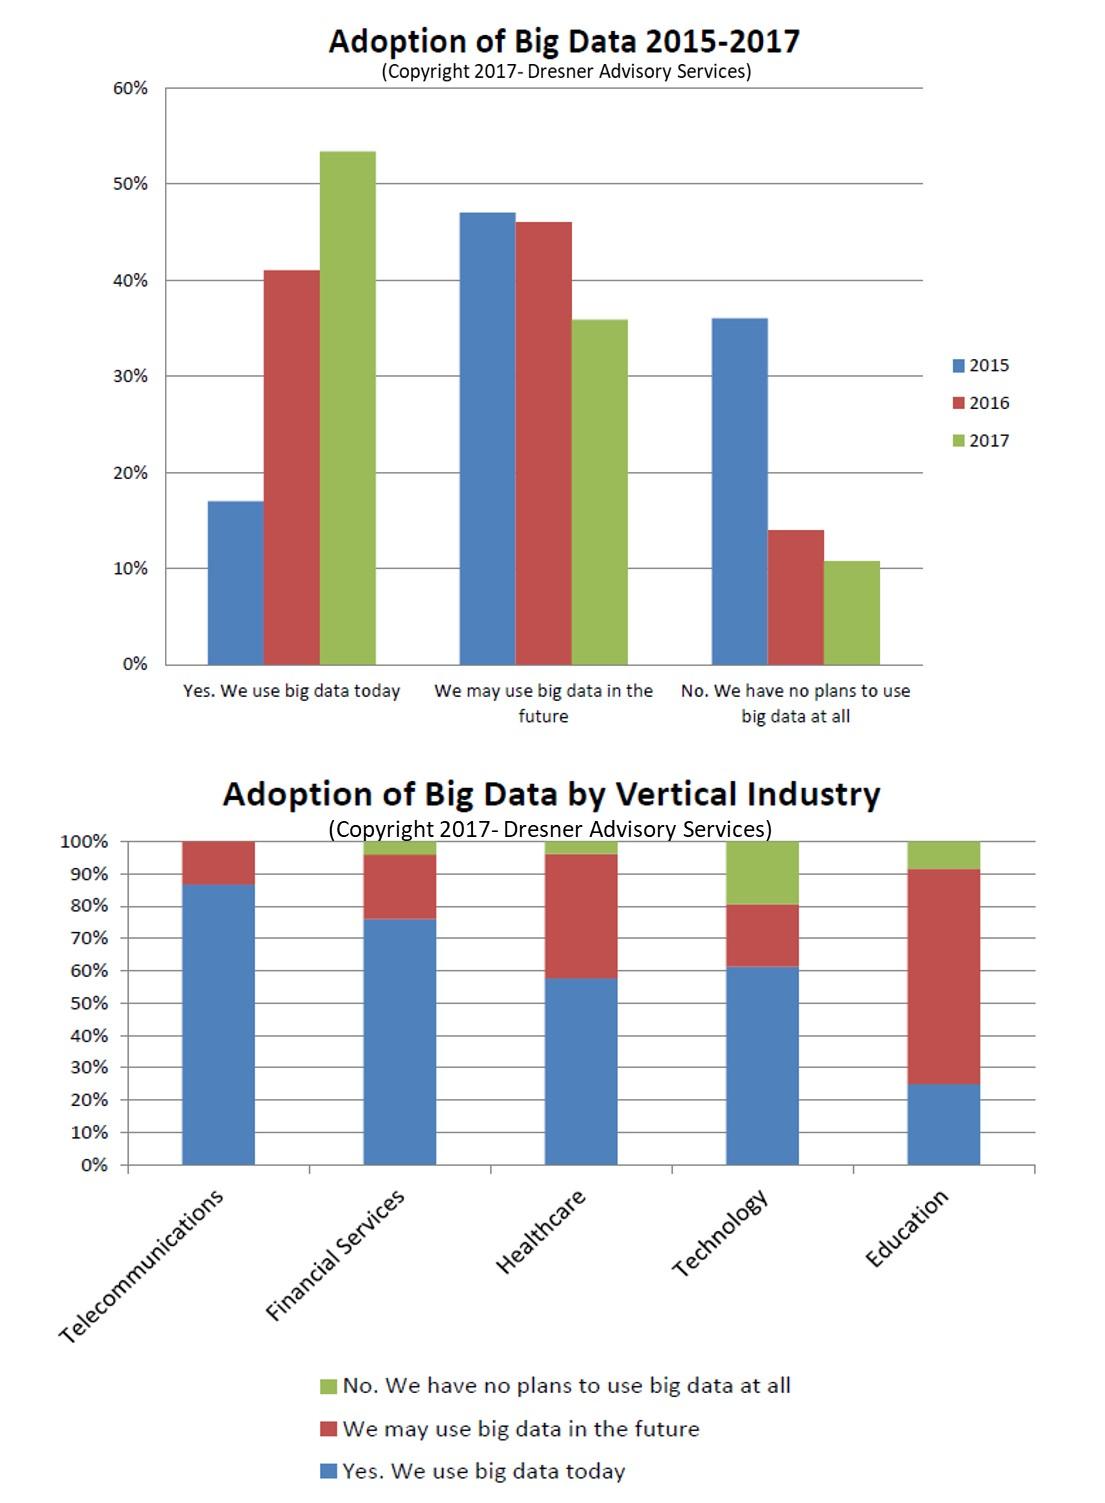 Adoption of Big Data 2015-2017
(Copyright 2017- Dresner Advisory Services)
60%
50%
40%
30%
20%
10%
0%
2015
2016
2017
Yes. We use big data today
We may use big data in the
future
No. We have no plans to use
big data at all
Adoption of Big Data by Vertical Industry
(Copyright 2017- Dresner Advisory Services)
100%
90%
80%
70%
60%
50%
40%
30%
20%
10%
0%
Telecommunications
Financial Services
Healthcare
Technology
Education
No. We have no plans to use big data at all
We may use big data in the future
Yes. We use big data today